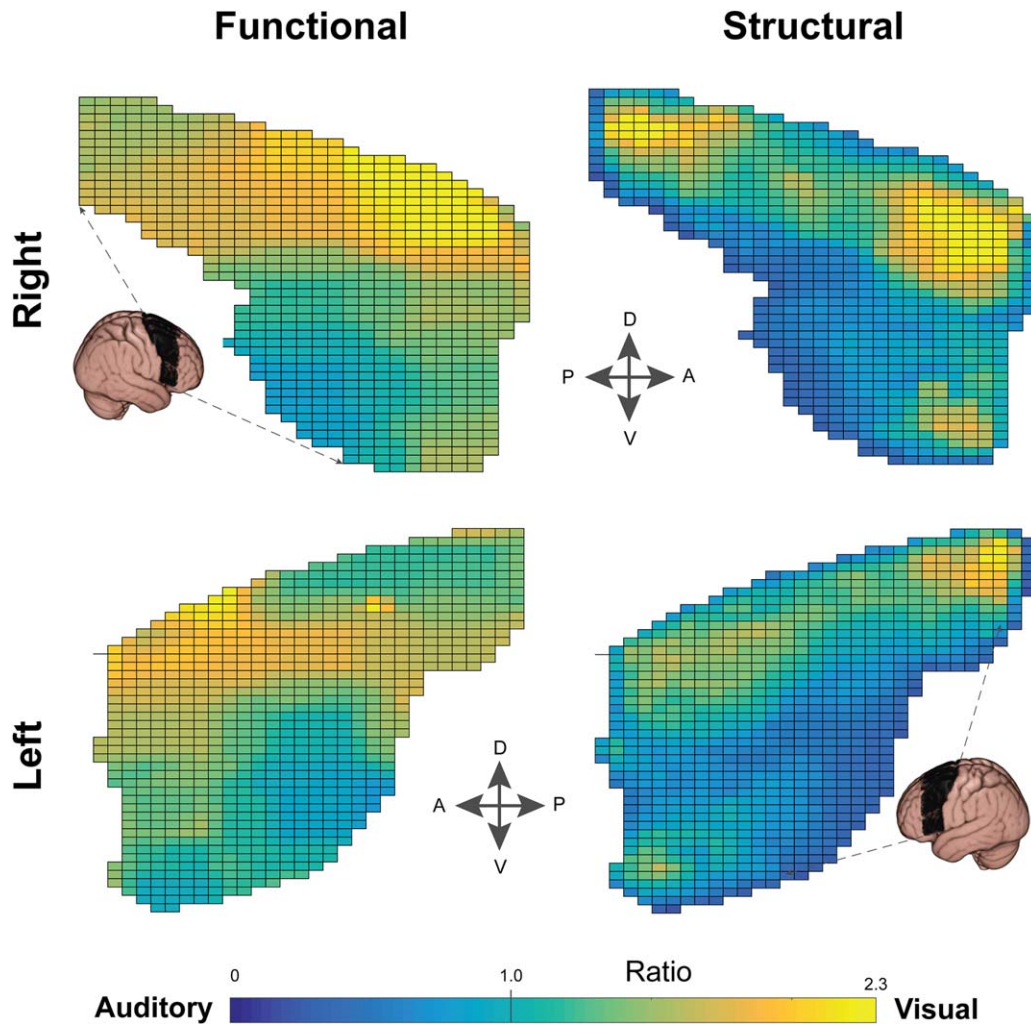 Functional
Structural
Right
D
P
A
V
Left
D
A
P
V
0
1.0
Ratio
2.3
Auditory
Visual